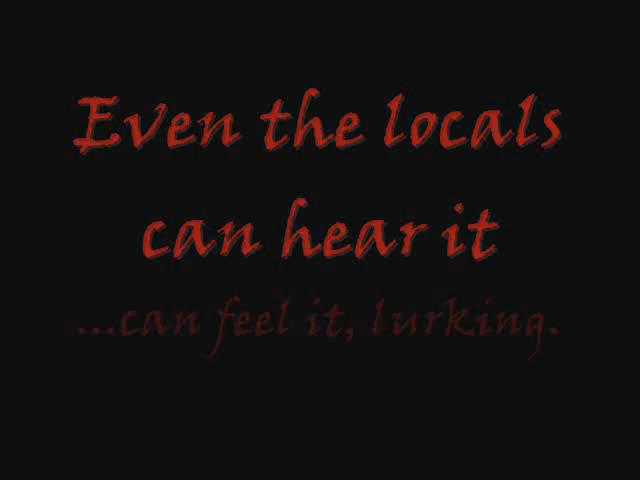 Even the locals
can hear it
...can feel it, lurking.